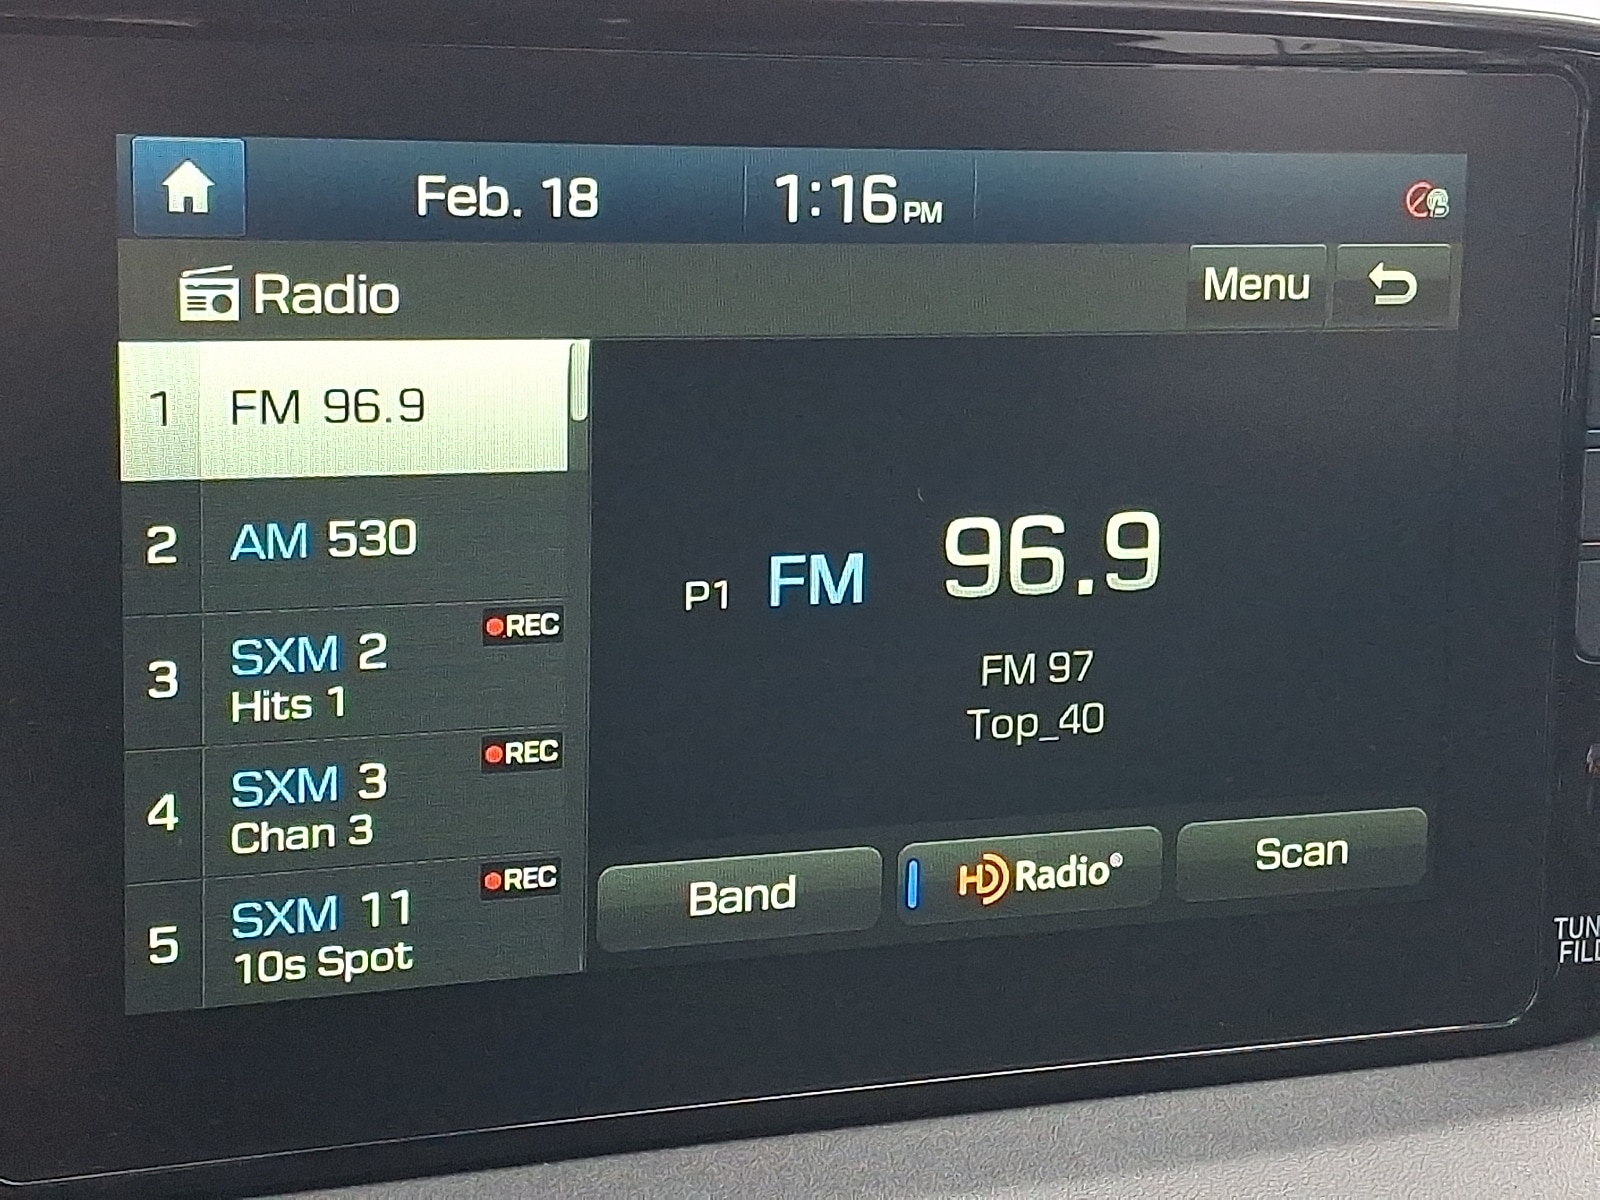 Feb. 18 1:16 PM
Radio Menu
1 FM 96.9
2 AM 530
3 SXM 2 REC
Hits 1
4 SXM 3 REC
Chan 3
5 SXM 11 REC
10s Spot
P1 FM 96.9
FM 97
Top_40
Band HD Radio® Scan